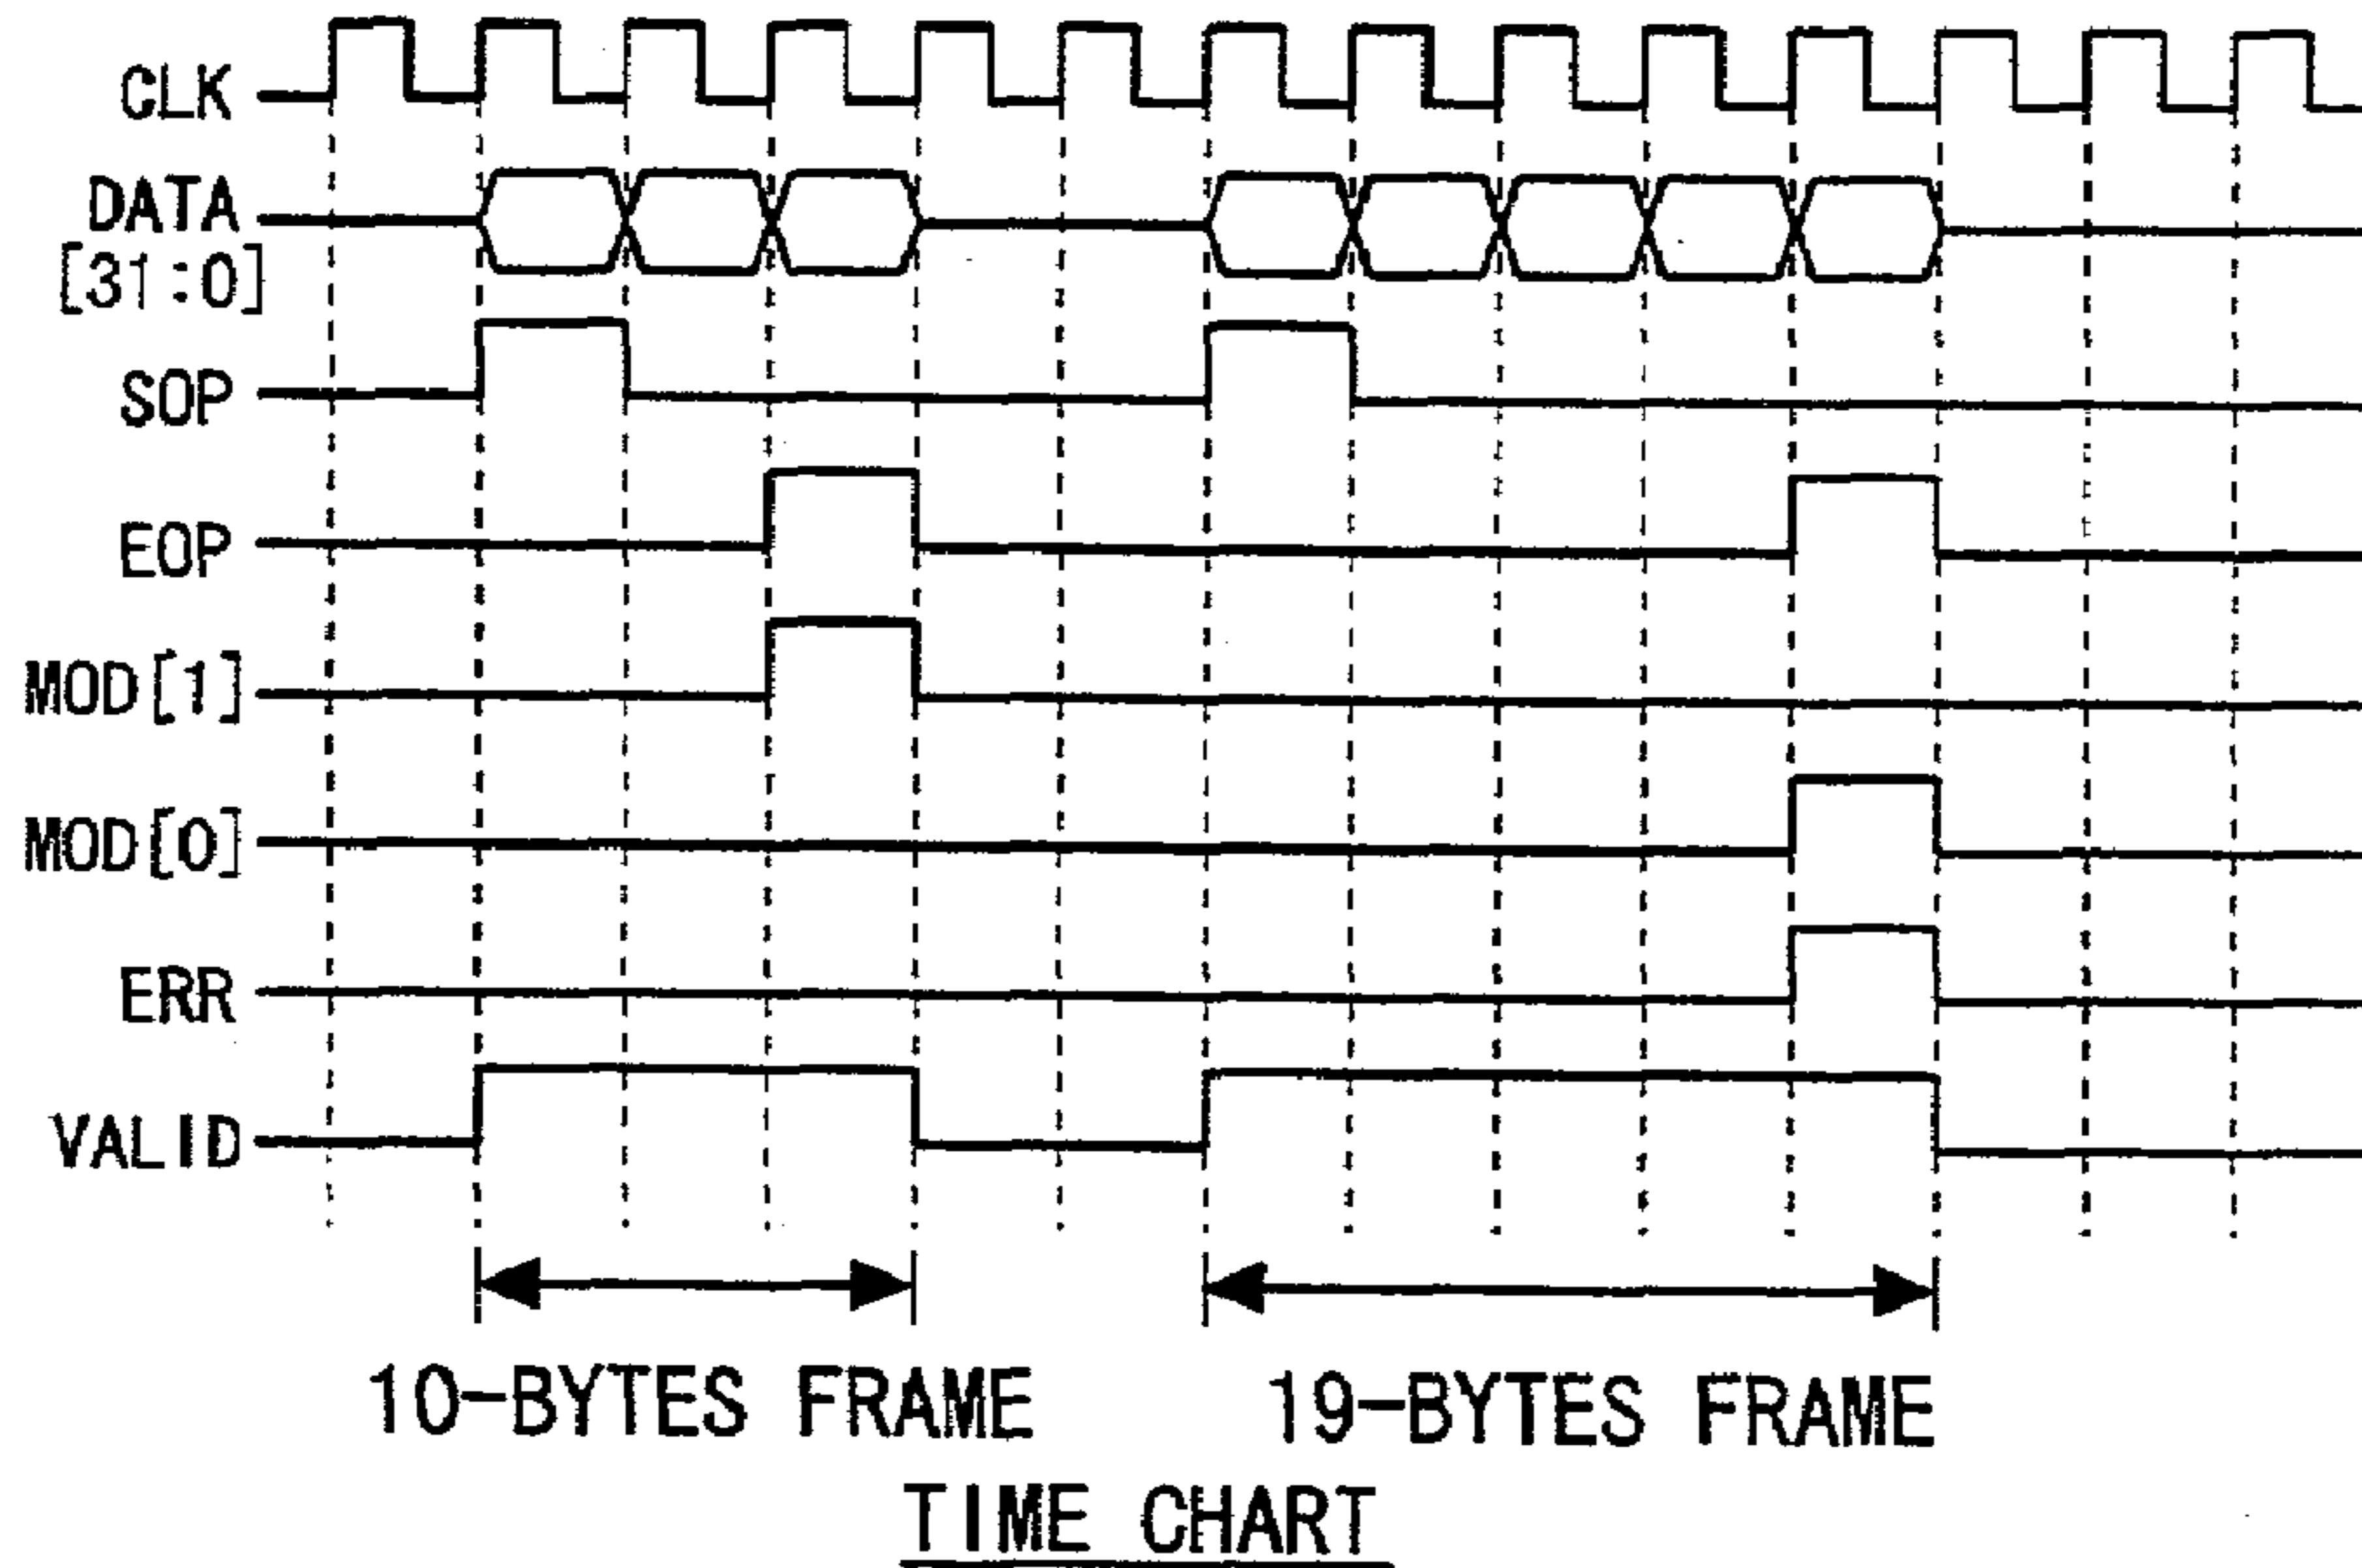 CLK
DATA
[31:0]
SOP
EOP
MOD[1]
MOD[0]
ERR
VALID
10-BYTES FRAME
19-BYTES FRAME
TIME CHART